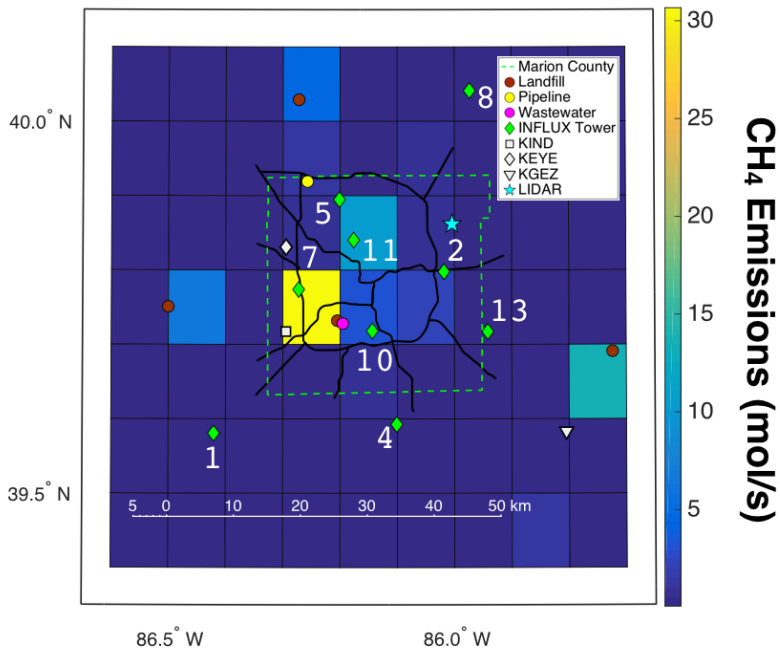 Marion County
Landfill
Pipeline
Wastewater
INFLUX Tower
KIND
KEYE
KGEZ
LIDAR
8
5
11
2
7
13
10
4
1
5 0 10 20 30 40 50 km
40.0° N
39.5° N
86.5° W 86.0° W
30
25
20
15
10
5
CH₄ Emissions (mol/s)